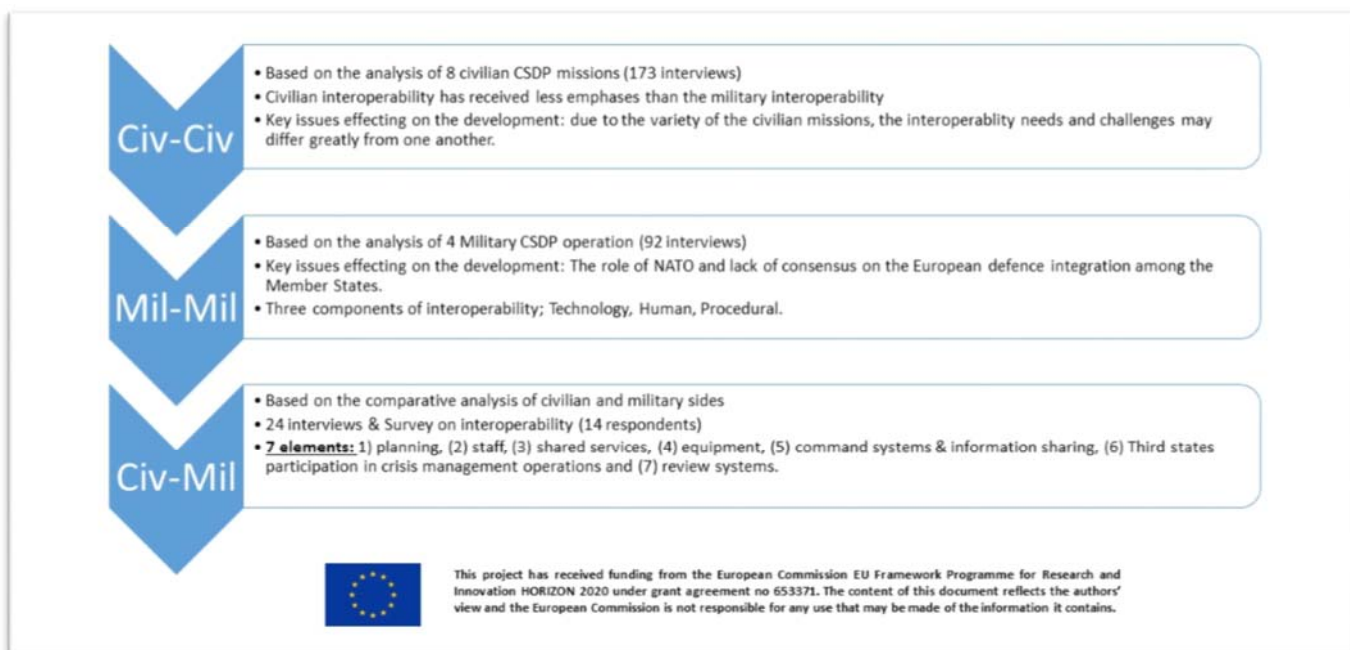 Civ-Civ
• Based on the analysis of 8 civilian CSDP missions (173 interviews)
• Civilian interoperability has received less emphases than the military interoperability
• Key issues effecting on the development: due to the variety of the civilian missions, the interoperablity needs and challenges may
differ greatly from one another.
Mil-Mil
• Based on the analysis of 4 Military CSDP operation (92 interviews)
• Key issues effecting on the development: The role of NATO and lack of consensus on the European defence integration among the
Member States.
• Three components of interoperability; Technology, Human, Procedural.
Civ-Mil
• Based on the comparative analysis of civilian and military sides
• 24 interviews & Survey on interoperability (14 respondents)
• 7 elements: 1) planning, (2) staff, (3) shared services, (4) equipment, (5) command systems & information sharing, (6) Third states
participation in crisis management operations and (7) review systems.
This project has received funding from the European Commission EU Framework Programme for Research and
Innovation HORIZON 2020 under grant agreement no 653371. The content of this document reflects the authors'
view and the European Commission is not responsible for any use that may be made of the information it contains.